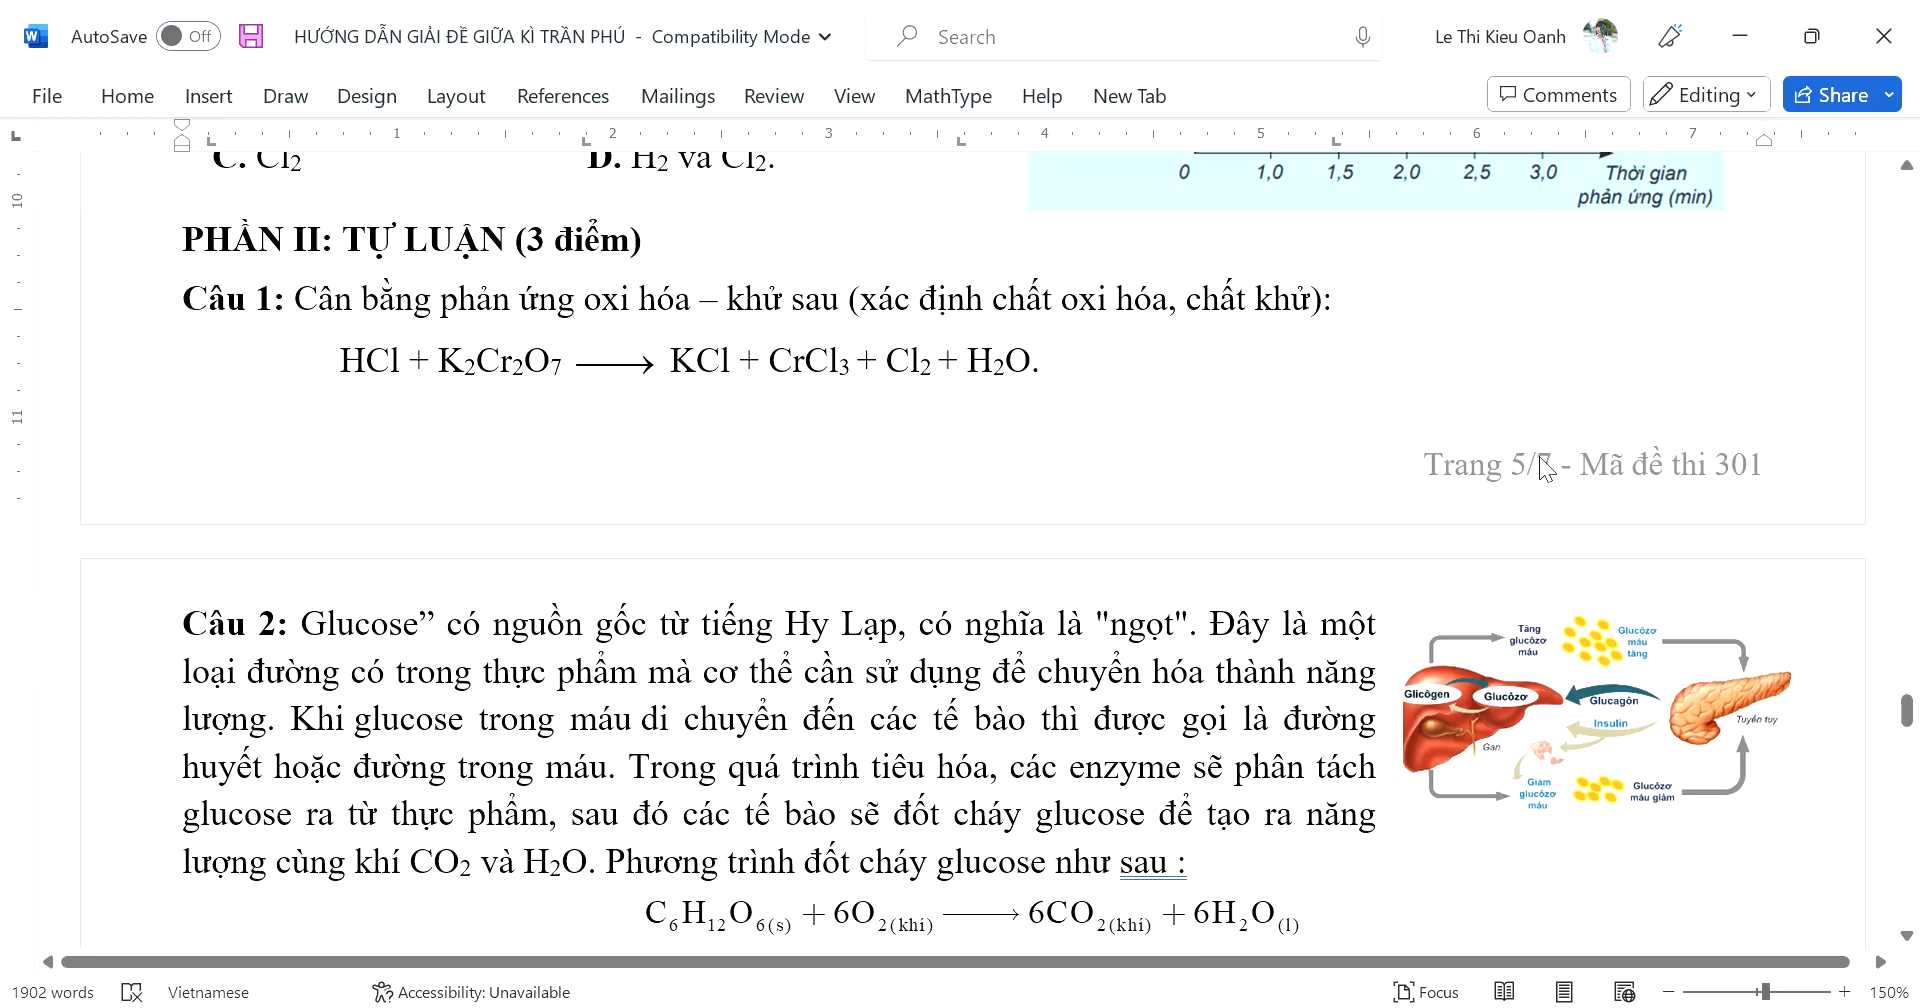 AutoSave Off HƯỚNG DẪN GIẢI ĐỀ GIỮA KÌ TRẦN PHÚ - Compatibility Mode Search Le Thi Kieu Oanh
File Home Insert Draw Design Layout References Mailings Review View MathType Help New Tab Comments Editing Share
1 2 3 4 5 6 7
10
11
C. Cl2 D. H2 và Cl2.
0 1,0 1,5 2,0 2,5 3,0 Thời gian
phản ứng (min)
PHẦN II: TỰ LUẬN (3 điểm)
Câu 1: Cân bằng phản ứng oxi hóa – khử sau (xác định chất oxi hóa, chất khử):
HCl + K2Cr2O7 ⟶ KCl + CrCl3 + Cl2 + H2O.
Trang 5/7 - Mã đề thi 301
Câu 2: Glucose” có nguồn gốc từ tiếng Hy Lạp, có nghĩa là "ngọt". Đây là một
loại đường có trong thực phẩm mà cơ thể cần sử dụng để chuyển hóa thành năng
lượng. Khi glucose trong máu di chuyển đến các tế bào thì được gọi là đường
huyết hoặc đường trong máu. Trong quá trình tiêu hóa, các enzyme sẽ phân tách
glucose ra từ thực phẩm, sau đó các tế bào sẽ đốt cháy glucose để tạo ra năng
lượng cùng khí CO2 và H2O. Phương trình đốt cháy glucose như sau :
C6H12O6(s) + 6O2(khí) ⟶ 6CO2(khí) + 6H2O(l)
Tăng
glucôzơ
máu
Glucôzơ
máu
tăng
Glicôgen
Glucôzơ
Glucagôn
Insulin
Tuyến tụy
Gan
Giảm
glucôzơ
máu
Glucôzơ
máu giảm
1902 words Vietnamese Accessibility: Unavailable Focus 150%